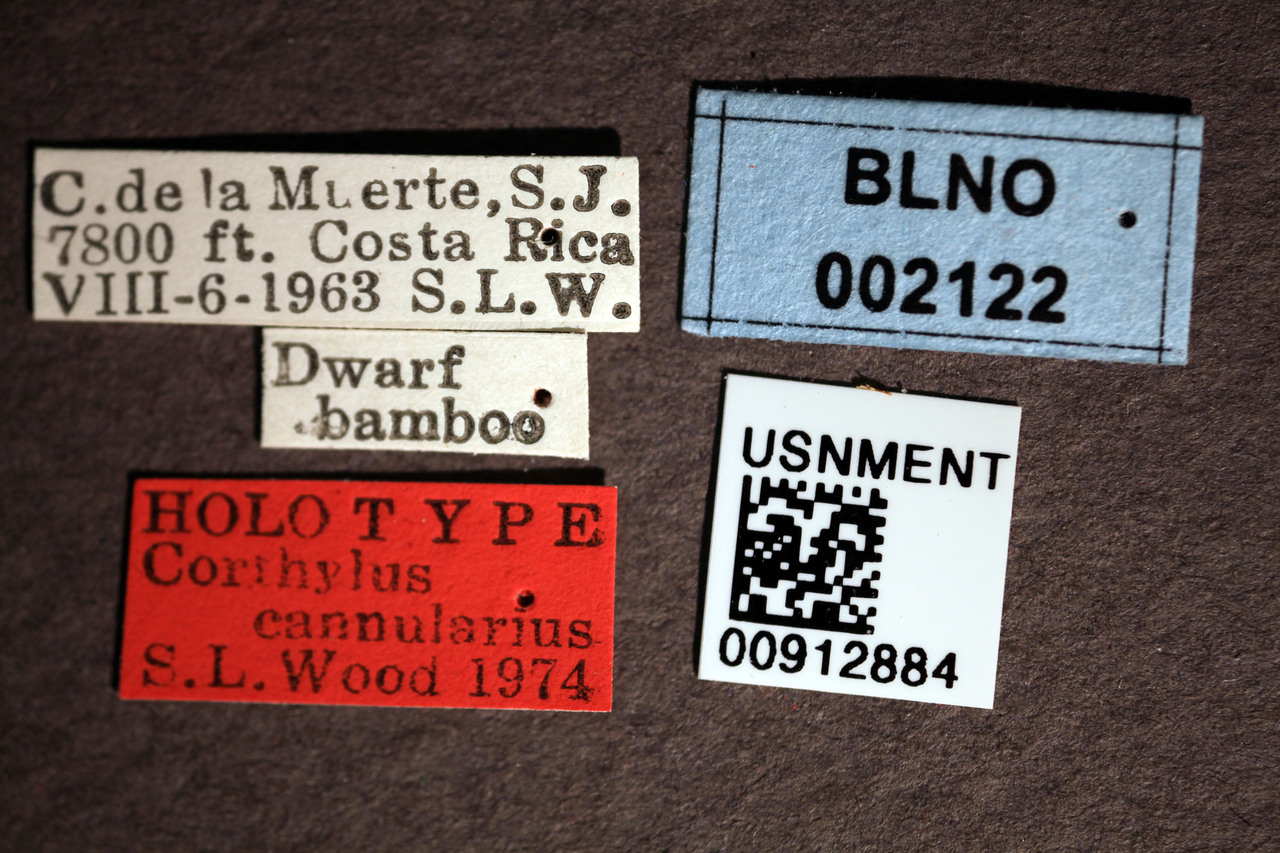 C. de la Muerte, S.J.
7800 ft. Costa Rica
VIII-6-1963 S.L.W.
Dwarf
bamboo
HOLOTYPE
Corthylus
cannularius
S.L. Wood 1974
BLNO
002122
USNMENT
00912884